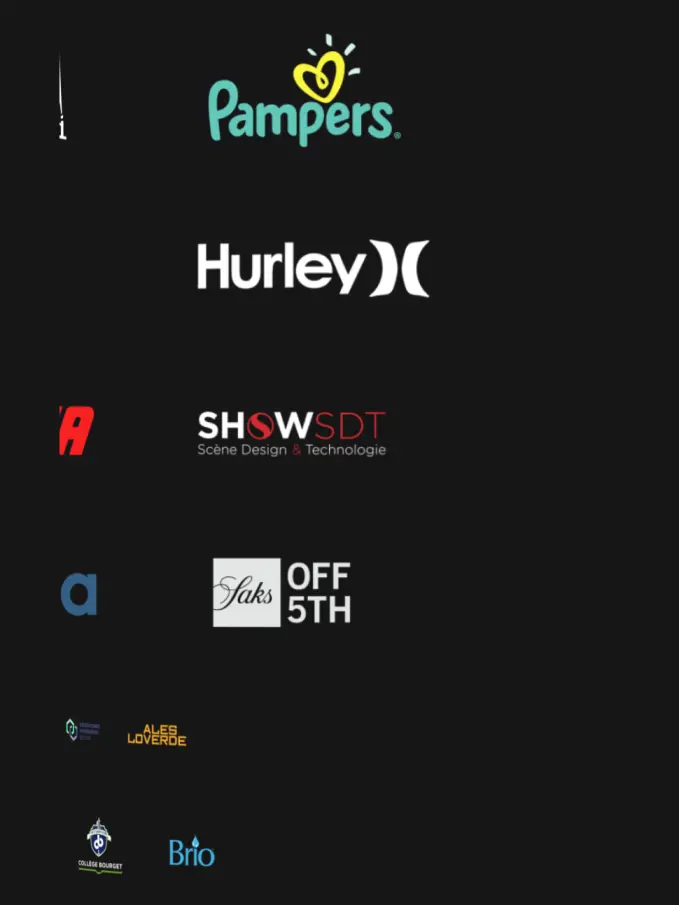 i
Pampers®
Hurley
A
SHOWSDT
Scène Design & Technologie
a
Saks
OFF
5TH
ALES
LOVERDE
COLLÈGE BOURGET
Brio